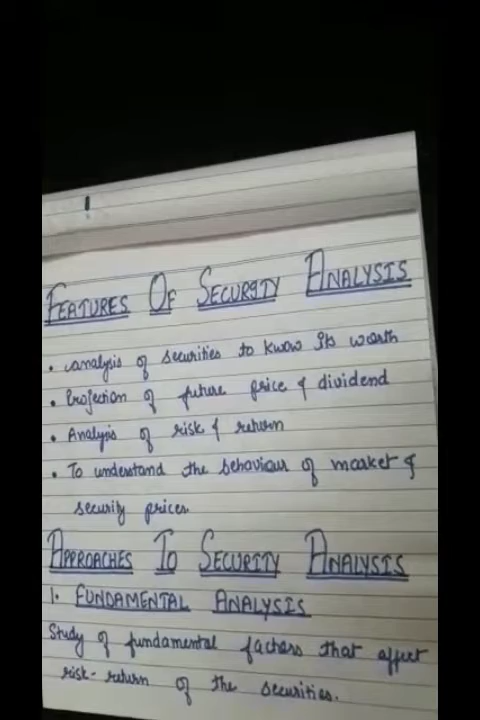 FEATURES OF SECURITY ANALYSIS
• Analysis of securities to know its worth
• Projection of future price & dividend
• Analysis of risk & return
• To understand the behaviour of market &
security prices.
APPROACHES TO SECURITY ANALYSIS
1. FUNDAMENTAL ANALYSIS
Study of fundamental factors that affect
risk-return of the securities.